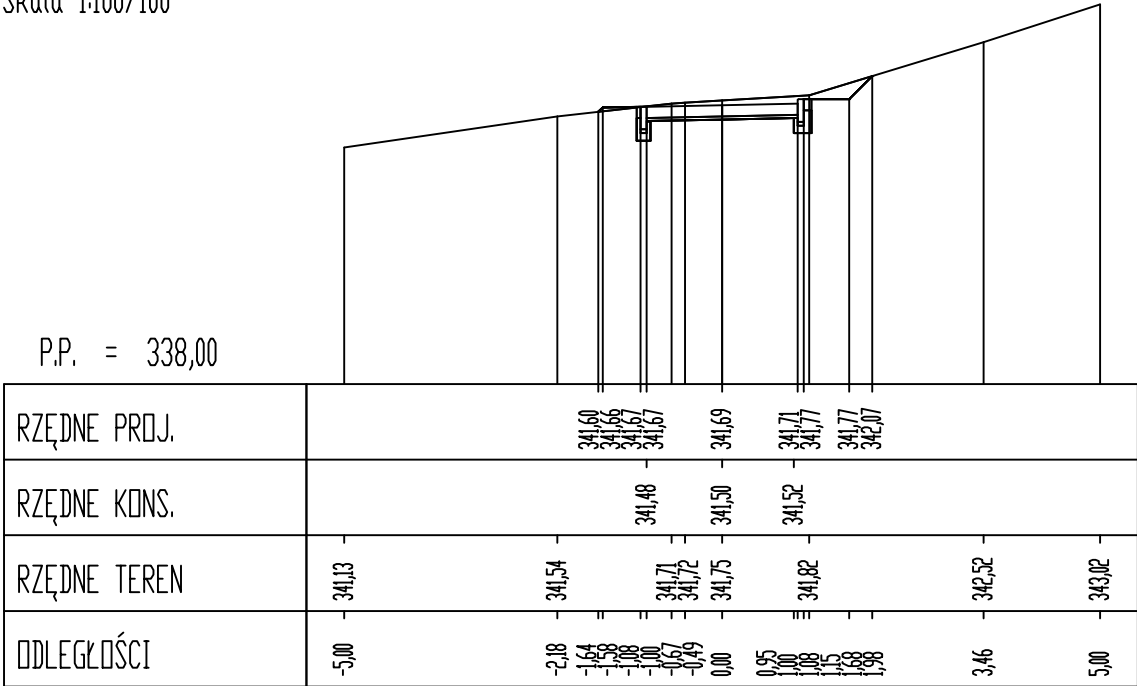 Skala 1:100/100
P.P. = 338,00
RZĘDNE PROJ. 341,60 341,66 341,67 341,67 341,69 341,71 341,77 341,77 342,07
RZĘDNE KONS. 341,48 341,50 341,52
RZĘDNE TEREN 341,13 341,54 341,71 341,72 341,75 341,82 342,52 343,02
ODLEGŁOŚCI -5,00 -2,18 -1,64 -1,58 -1,08 -1,00 -0,67 -0,49 0,00 0,95 1,00 1,08 1,15 1,68 1,98 3,46 5,00